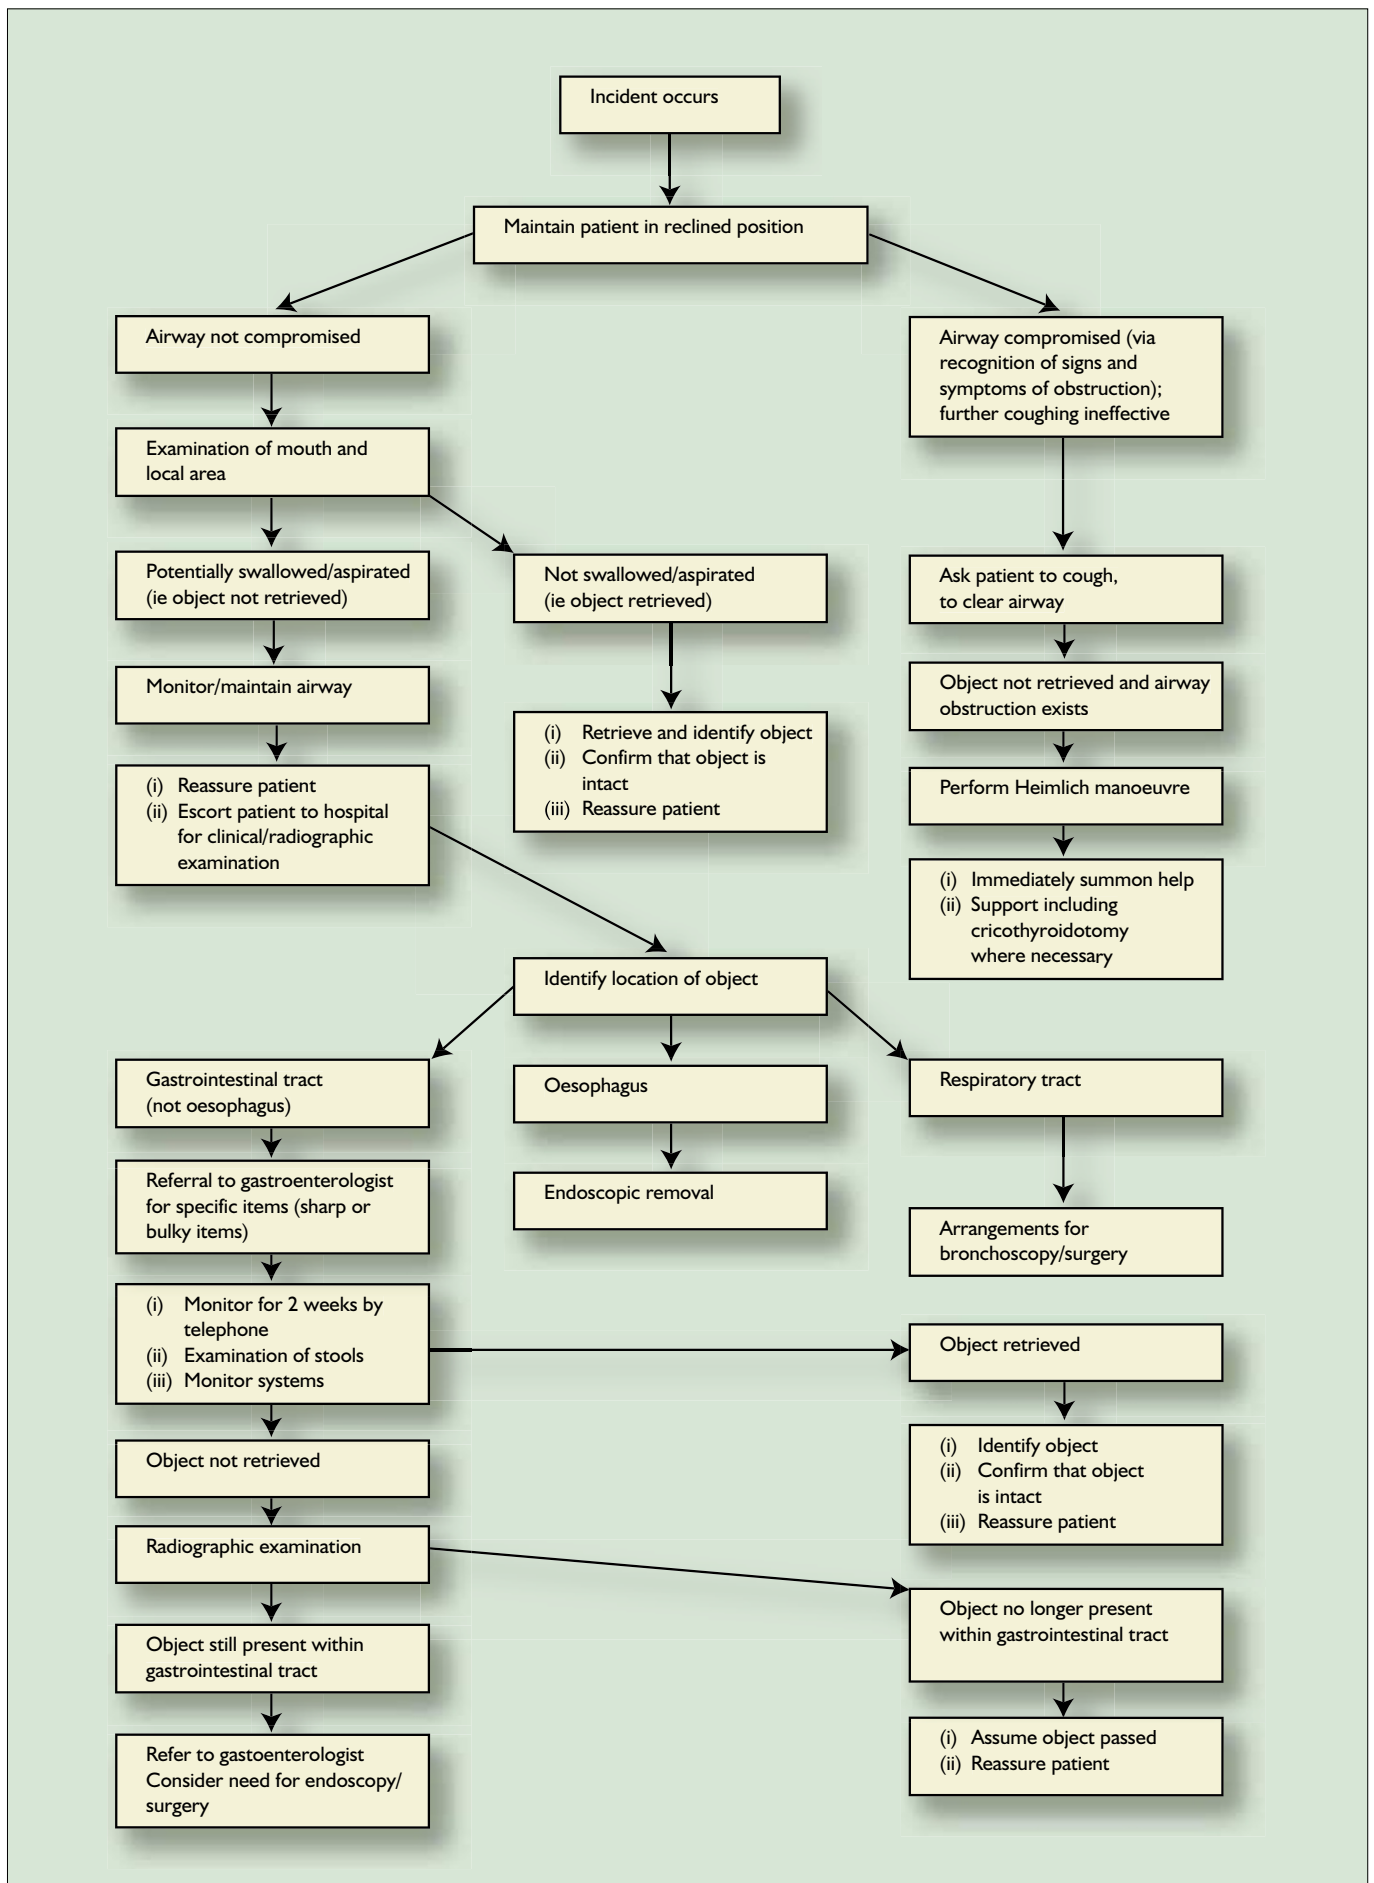 Incident occurs
Maintain patient in reclined position
Airway not compromised
Airway compromised (via
recognition of signs and
symptoms of obstruction);
further coughing ineffective
Examination of mouth and
local area
Potentially swallowed/aspirated
(ie object not retrieved)
Not swallowed/aspirated
(ie object retrieved)
Ask patient to cough,
to clear airway
Monitor/maintain airway
Object not retrieved and airway
obstruction exists
(i) Retrieve and identify object
(ii) Confirm that object is
intact
(iii) Reassure patient
(i) Reassure patient
(ii) Escort patient to hospital
for clinical/radiographic
examination
Perform Heimlich manoeuvre
(i) Immediately summon help
(ii) Support including
cricothyroidotomy
where necessary
Identify location of object
Gastrointestinal tract
(not oesophagus)
Oesophagus
Respiratory tract
Referral to gastroenterologist
for specific items (sharp or
bulky items)
Endoscopic removal
Arrangements for
bronchoscopy/surgery
(i) Monitor for 2 weeks by
telephone
(ii) Examination of stools
(iii) Monitor systems
Object retrieved
Object not retrieved
(i) Identify object
(ii) Confirm that object
is intact
(iii) Reassure patient
Radiographic examination
Object no longer present
within gastrointestinal tract
Object still present within
gastrointestinal tract
(i) Assume object passed
(ii) Reassure patient
Refer to gastoenterologist
Consider need for endoscopy/
surgery